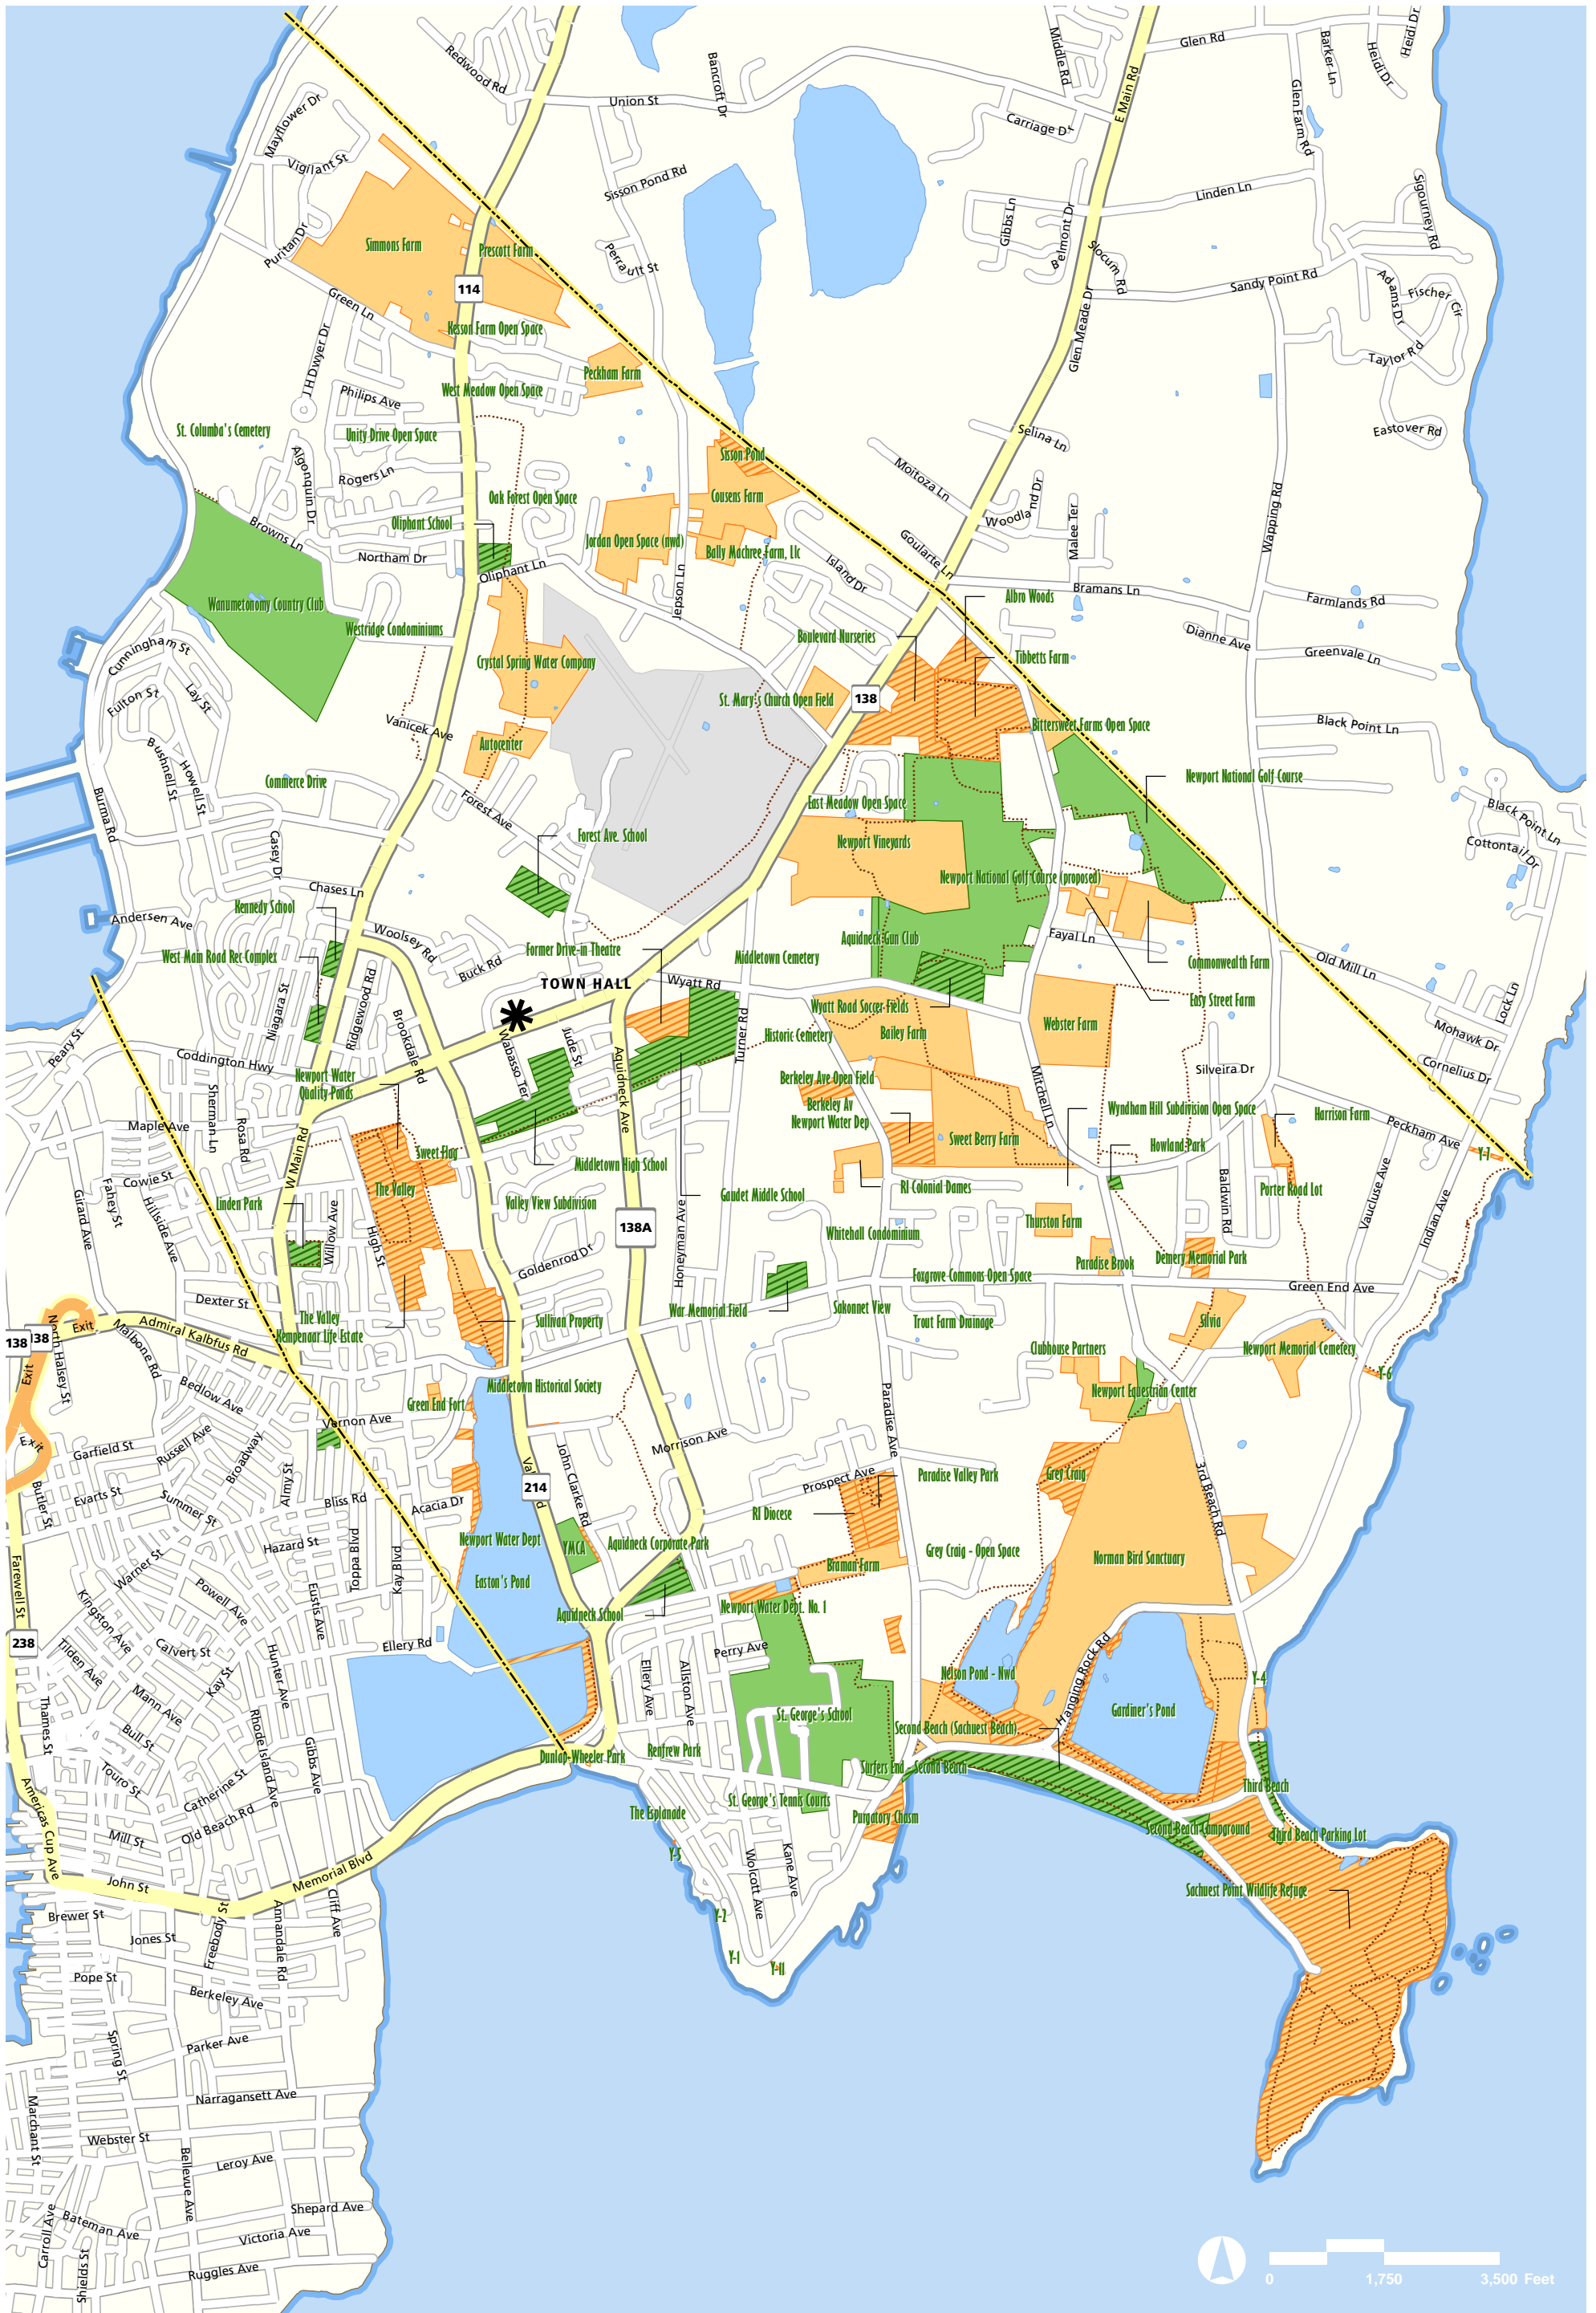 Redwood Rd
Union St
Bancroft Dr
Middle Rd
E Main Rd
Glen Rd
Barker Ln
Heidi Dr
Heidi Dr
Mayflower Dr
Vigilant St
Carriage Dr
Glen Farm Rd
Sisson Pond Rd
Linden Ln
Sigourney Rd
Puritan Dr
Simmons Farm
Prescott Farm
Perrault St
Gibbs Ln
Belmont Dr
Slocum Rd
114
Sandy Point Rd
Adams Dr
Fischer Cir
Green Ln
Kesson Farm Open Space
Glen Meade Dr
Taylor Rd
J H Dwyer Dr
Peckham Farm
West Meadow Open Space
Philips Ave
St. Columba's Cemetery
Unity Drive Open Space
Selina Ln
Eastover Rd
Sisson Pond
Algonquin Dr
Rogers Ln
Moitoza Ln
Oak Forest Open Space
Cousens Farm
Woodland Dr
Wapping Rd
Browns Ln
Oliphant School
Jordan Open Space (nwd)
Bally Machree Farm, Llc
Goularte Ln
Malee Ter
Northam Dr
Oliphant Ln
Jepson Ln
Island Dr
Bramans Ln
Albro Woods
Farmlands Rd
Wanumetonomy Country Club
Westridge Condominiums
Boulevard Nurseries
Dianne Ave
Cunningham St
Crystal Spring Water Company
Tibbetts Farm
Greenvale Ln
Fulton St
Lay St
St. Mary's Church Open Field
138
Vanicek Ave
Bittersweet Farms Open Space
Black Point Ln
Autocenter
Bushnell St
Howell St
Commerce Drive
Newport National Golf Course
Burma Rd
Forest Ave
East Meadow Open Space
Black Point Ln
Forest Ave. School
Newport Vineyards
Cottontail Dr
Casey Dr
Chases Ln
Newport National Golf Course (proposed)
Kennedy School
Andersen Ave
Woolsey Rd
Aquidneck Gun Club
Fayal Ln
West Main Road Rec Complex
Buck Rd
Former Drive-in Theatre
Middletown Cemetery
Commonwealth Farm
Old Mill Ln
TOWN HALL
Wyatt Rd
Niagara St
Ridgewood Rd
Wyatt Road Soccer Fields
Easy Street Farm
Lock Ln
Brookdale Rd
Webster Farm
Peary St
Wabasso Ter
Jude St
Turner Rd
Historic Cemetery
Bailey Farm
Mohawk Dr
Coddington Hwy
Aquidneck Ave
Silveira Dr
Cornelius Dr
Newport Water
Quality Ponds
Berkeley Ave Open Field
Mitchell Ln
Sherman Ln
Rosa Rd
Berkeley Av
Newport Water Dep
Wyndham Hill Subdivision Open Space
Harrison Farm
Maple Ave
Peckham Ave
W Main Rd
Sweet Flag
Sweet Berry Farm
Howland Park
Y-7
Cowie St
Middletown High School
Girard Ave
Fahey St
The Valley
RI Colonial Dames
Baldwin Rd
Porter Road Lot
Vaucluse Ave
Hillside Ave
Linden Park
Willow Ave
Valley View Subdivision
Gaudet Middle School
Indian Ave
138A
High St
Honeyman Ave
Whitehall Condominium
Thurston Farm
Goldenrod Dr
Paradise Brook
Demery Memorial Park
Foxgrove Commons Open Space
Green End Ave
Dexter St
The Valley
Kempenaar Life Estate
War Memorial Field
Sakonnet View
Sullivan Property
Trout Farm Drainage
Silvia
Exit
Admiral Kalbfus Rd
138
138
North Halsey St
Malbone Rd
Clubhouse Partners
Newport Memorial Cemetery
Exit
Y-6
Bedlow Ave
Middletown Historical Society
Newport Equestrian Center
Green End Fort
Vernon Ave
Paradise Ave
Exit
Garfield St
Russell Ave
Broadway
Morrison Ave
John Clarke Rd
3rd Beach Rd
Almy St
Butler St
Evarts St
Summer St
Bliss Rd
Acacia Dr
214
Prospect Ave
Paradise Valley Park
Grey Craig
RI Diocese
Hazard St
Toppa Blvd
Kay Blvd
Newport Water Dept
YMCA
Aquidneck Corporate Park
Grey Craig - Open Space
Norman Bird Sanctuary
Farewell St
Warner St
Braman Farm
Powell Ave
Easton's Pond
Kingston Ave
Eustis Ave
Aquidneck School
Newport Water Dept. No. 1
238
Tilden Ave
Calvert St
Ellery Rd
Perry Ave
Hanging Rock Rd
Kay St
Hunter Ave
Ellery Ave
Allston Ave
Nelson Pond - Nwd
Y-4
Mann Ave
Thames St
St. George's School
Gardiner's Pond
Bull St
Rhode Island Ave
Gibbs Ave
Second Beach (Sachuest Beach)
Dunlap-Wheeler Park
Renfrew Park
Surfers End - Second Beach
Touro St
Catherine St
Third Beach
Americas Cup Ave
The Esplanade
St. George's Tennis Courts
Purgatory Chasm
Old Beach Rd
Mill St
Second Beach Campground
Third Beach Parking Lot
Y-5
Memorial Blvd
Wolcott Ave
Kane Ave
John St
Sachuest Point Wildlife Refuge
Brewer St
Freebody St
Annandale Rd
Cliff Ave
Y-2
Jones St
Y-1
Y-11
Pope St
Berkeley Ave
Spring St
Parker Ave
Narragansett Ave
Marchant St
Webster St
Bellevue Ave
Leroy Ave
Shepard Ave
Carroll Ave
Bateman Ave
Victoria Ave
Shields St
Ruggles Ave
0 1,750 3,500 Feet